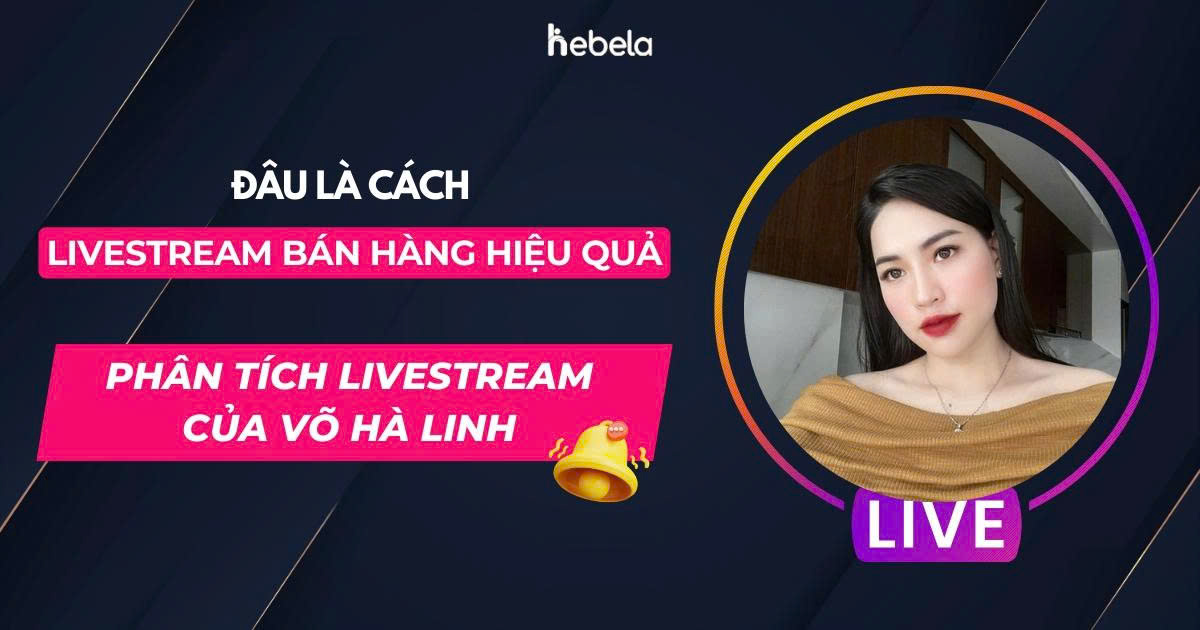 hebela
ĐÂU LÀ CÁCH
LIVESTREAM BÁN HÀNG HIỆU QUẢ
PHÂN TÍCH LIVESTREAM
CỦA VÕ HÀ LINH
LIVE